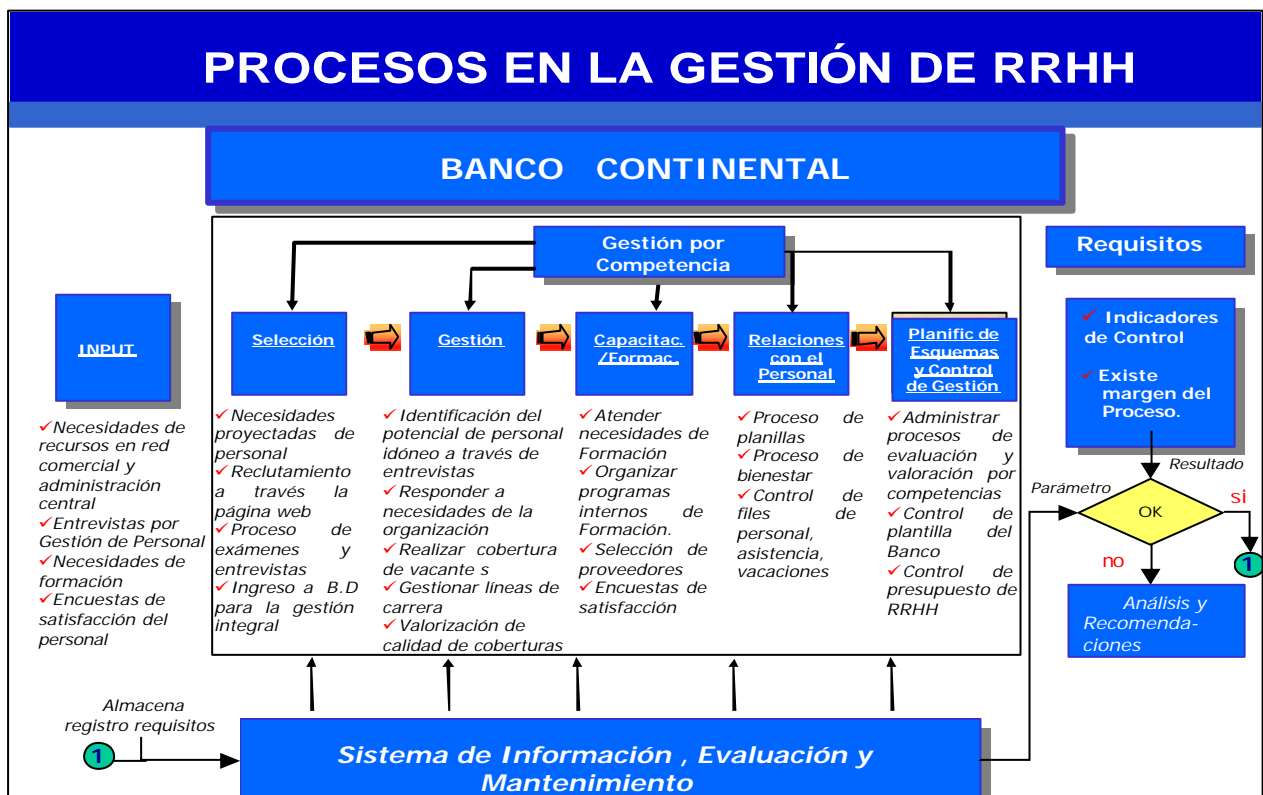 PROCESOS EN LA GESTIÓN DE RRHH
BANCO CONTINENTAL
Gestión por
Competencia
Requisitos
INPUT
Necesidades de
recursos en red
comercial y
administración
central
Entrevistas por
Gestión de Personal
Necesidades de
formación
Encuestas de
satisfacción del
personal
Selección
Necesidades
proyectadas de
personal
Reclutamiento
a través la
página web
Proceso de
exámenes y
entrevistas
Ingreso a B.D
para la gestión
integral
Gestión
Identificación del
potencial de personal
idóneo a través de
entrevistas
Responder a
necesidades de la
organización
Realizar cobertura
de vacante s
Gestionar líneas de
carrera
Valorización de
calidad de coberturas
Capacitac.
/Formac.
Atender
necesidades de
Formación
Organizar
programas
internos de
Formación.
Selección de
proveedores
Encuestas de
satisfacción
Relaciones
con el
Personal
Proceso de
planillas
Proceso de
bienestar
Control de
files de
personal,
asistencia,
vacaciones
Planific de
Esquemas
y Control
de Gestión
Administrar
procesos de
evaluación y
valoración por
competencias
Control de
plantilla del
Banco
Control de
presupuesto de
RRHH
Indicadores
de Control
Existe
margen del
Proceso.
Resultado
Parámetro
OK
si
no
1
Análisis y
Recomenda-
ciones
Almacena
registro requisitos
1
Sistema de Información , Evaluación y
Mantenimiento